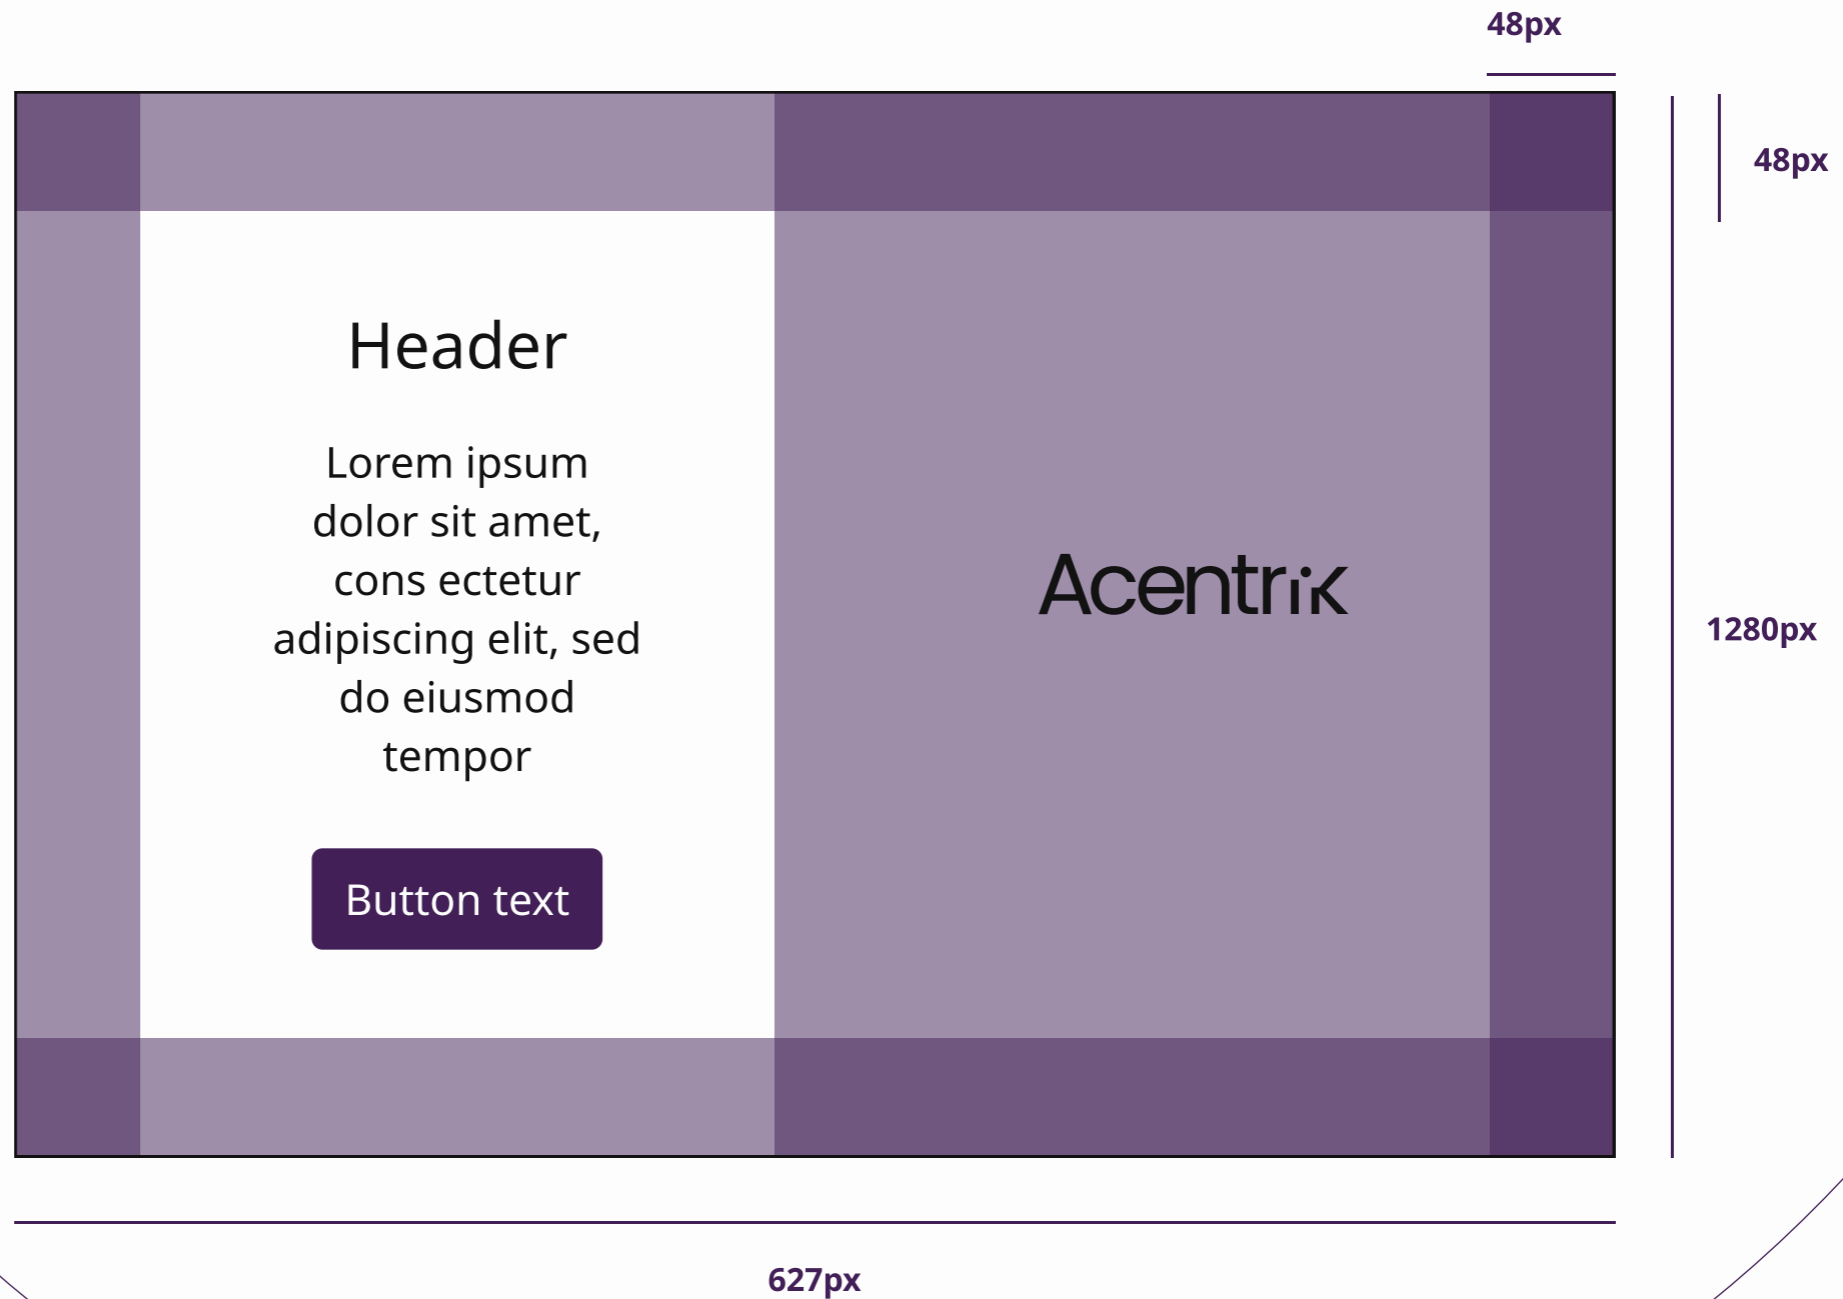 48px
48px
Header
Lorem ipsum
dolor sit amet,
cons ectetur
adipiscing elit, sed
do eiusmod
tempor
Button text
Acentrik
1280px
627px